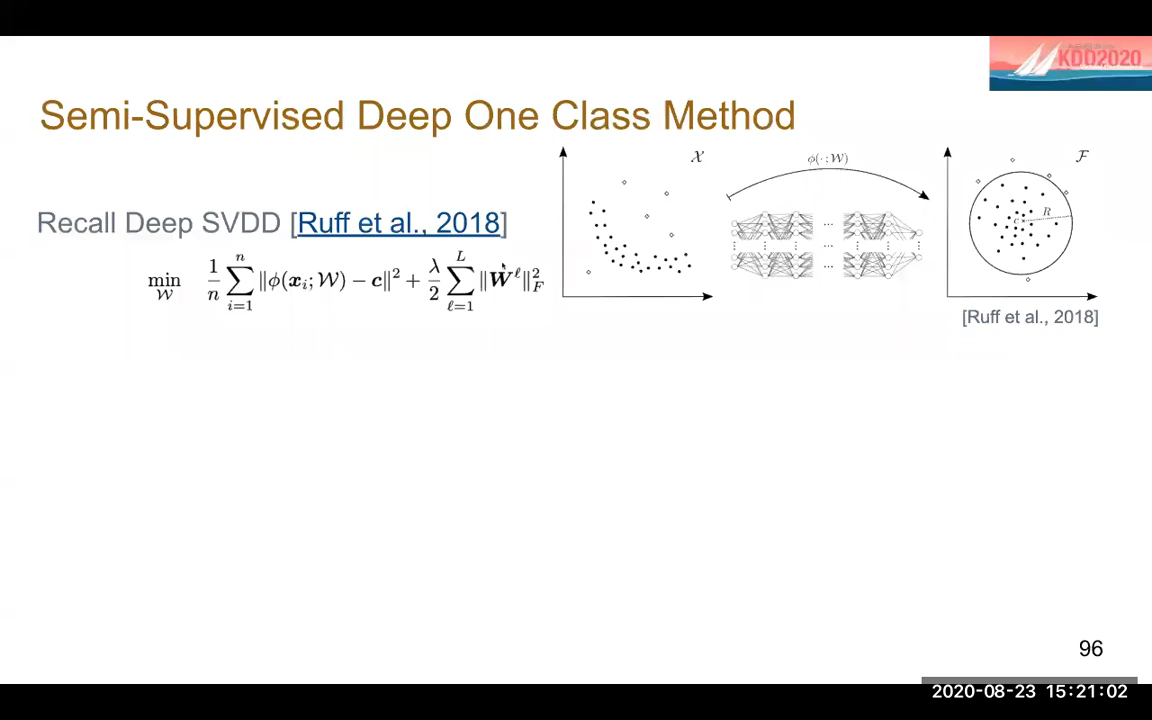 KDD2020
Semi-Supervised Deep One Class Method
Recall Deep SVDD [Ruff et al., 2018]
min_𝒲 1/n ∑_{i=1}^{n} ‖ϕ(𝒙_i; 𝒲) − 𝒄‖² + λ/2 ∑_{ℓ=1}^{L} ‖𝑾^ℓ‖²_F
𝒳
ϕ(· ; 𝒲)
ℱ
c
R
[Ruff et al., 2018]
96
2020-08-23 15:21:02